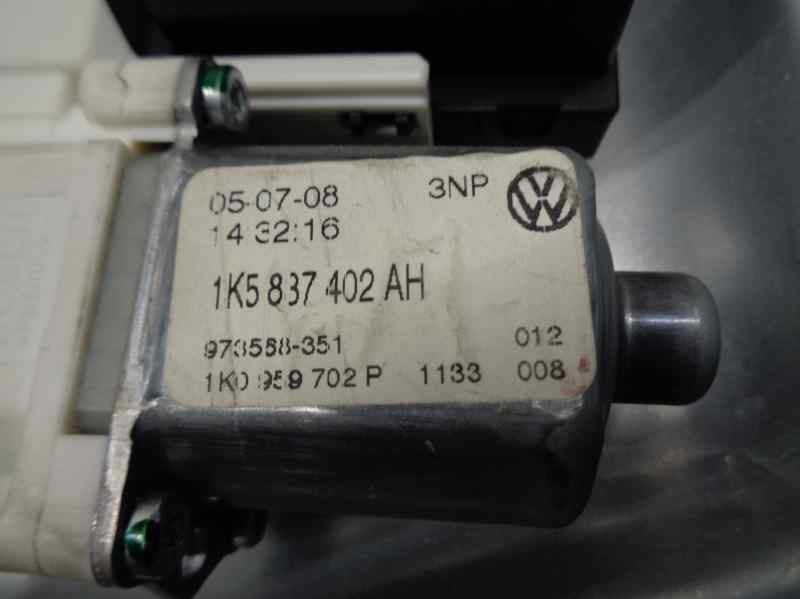 05-07-08 3NP
14:32:16
1K5 837 402 AH
973558-351 012
1K0 959 702 P 1133 008